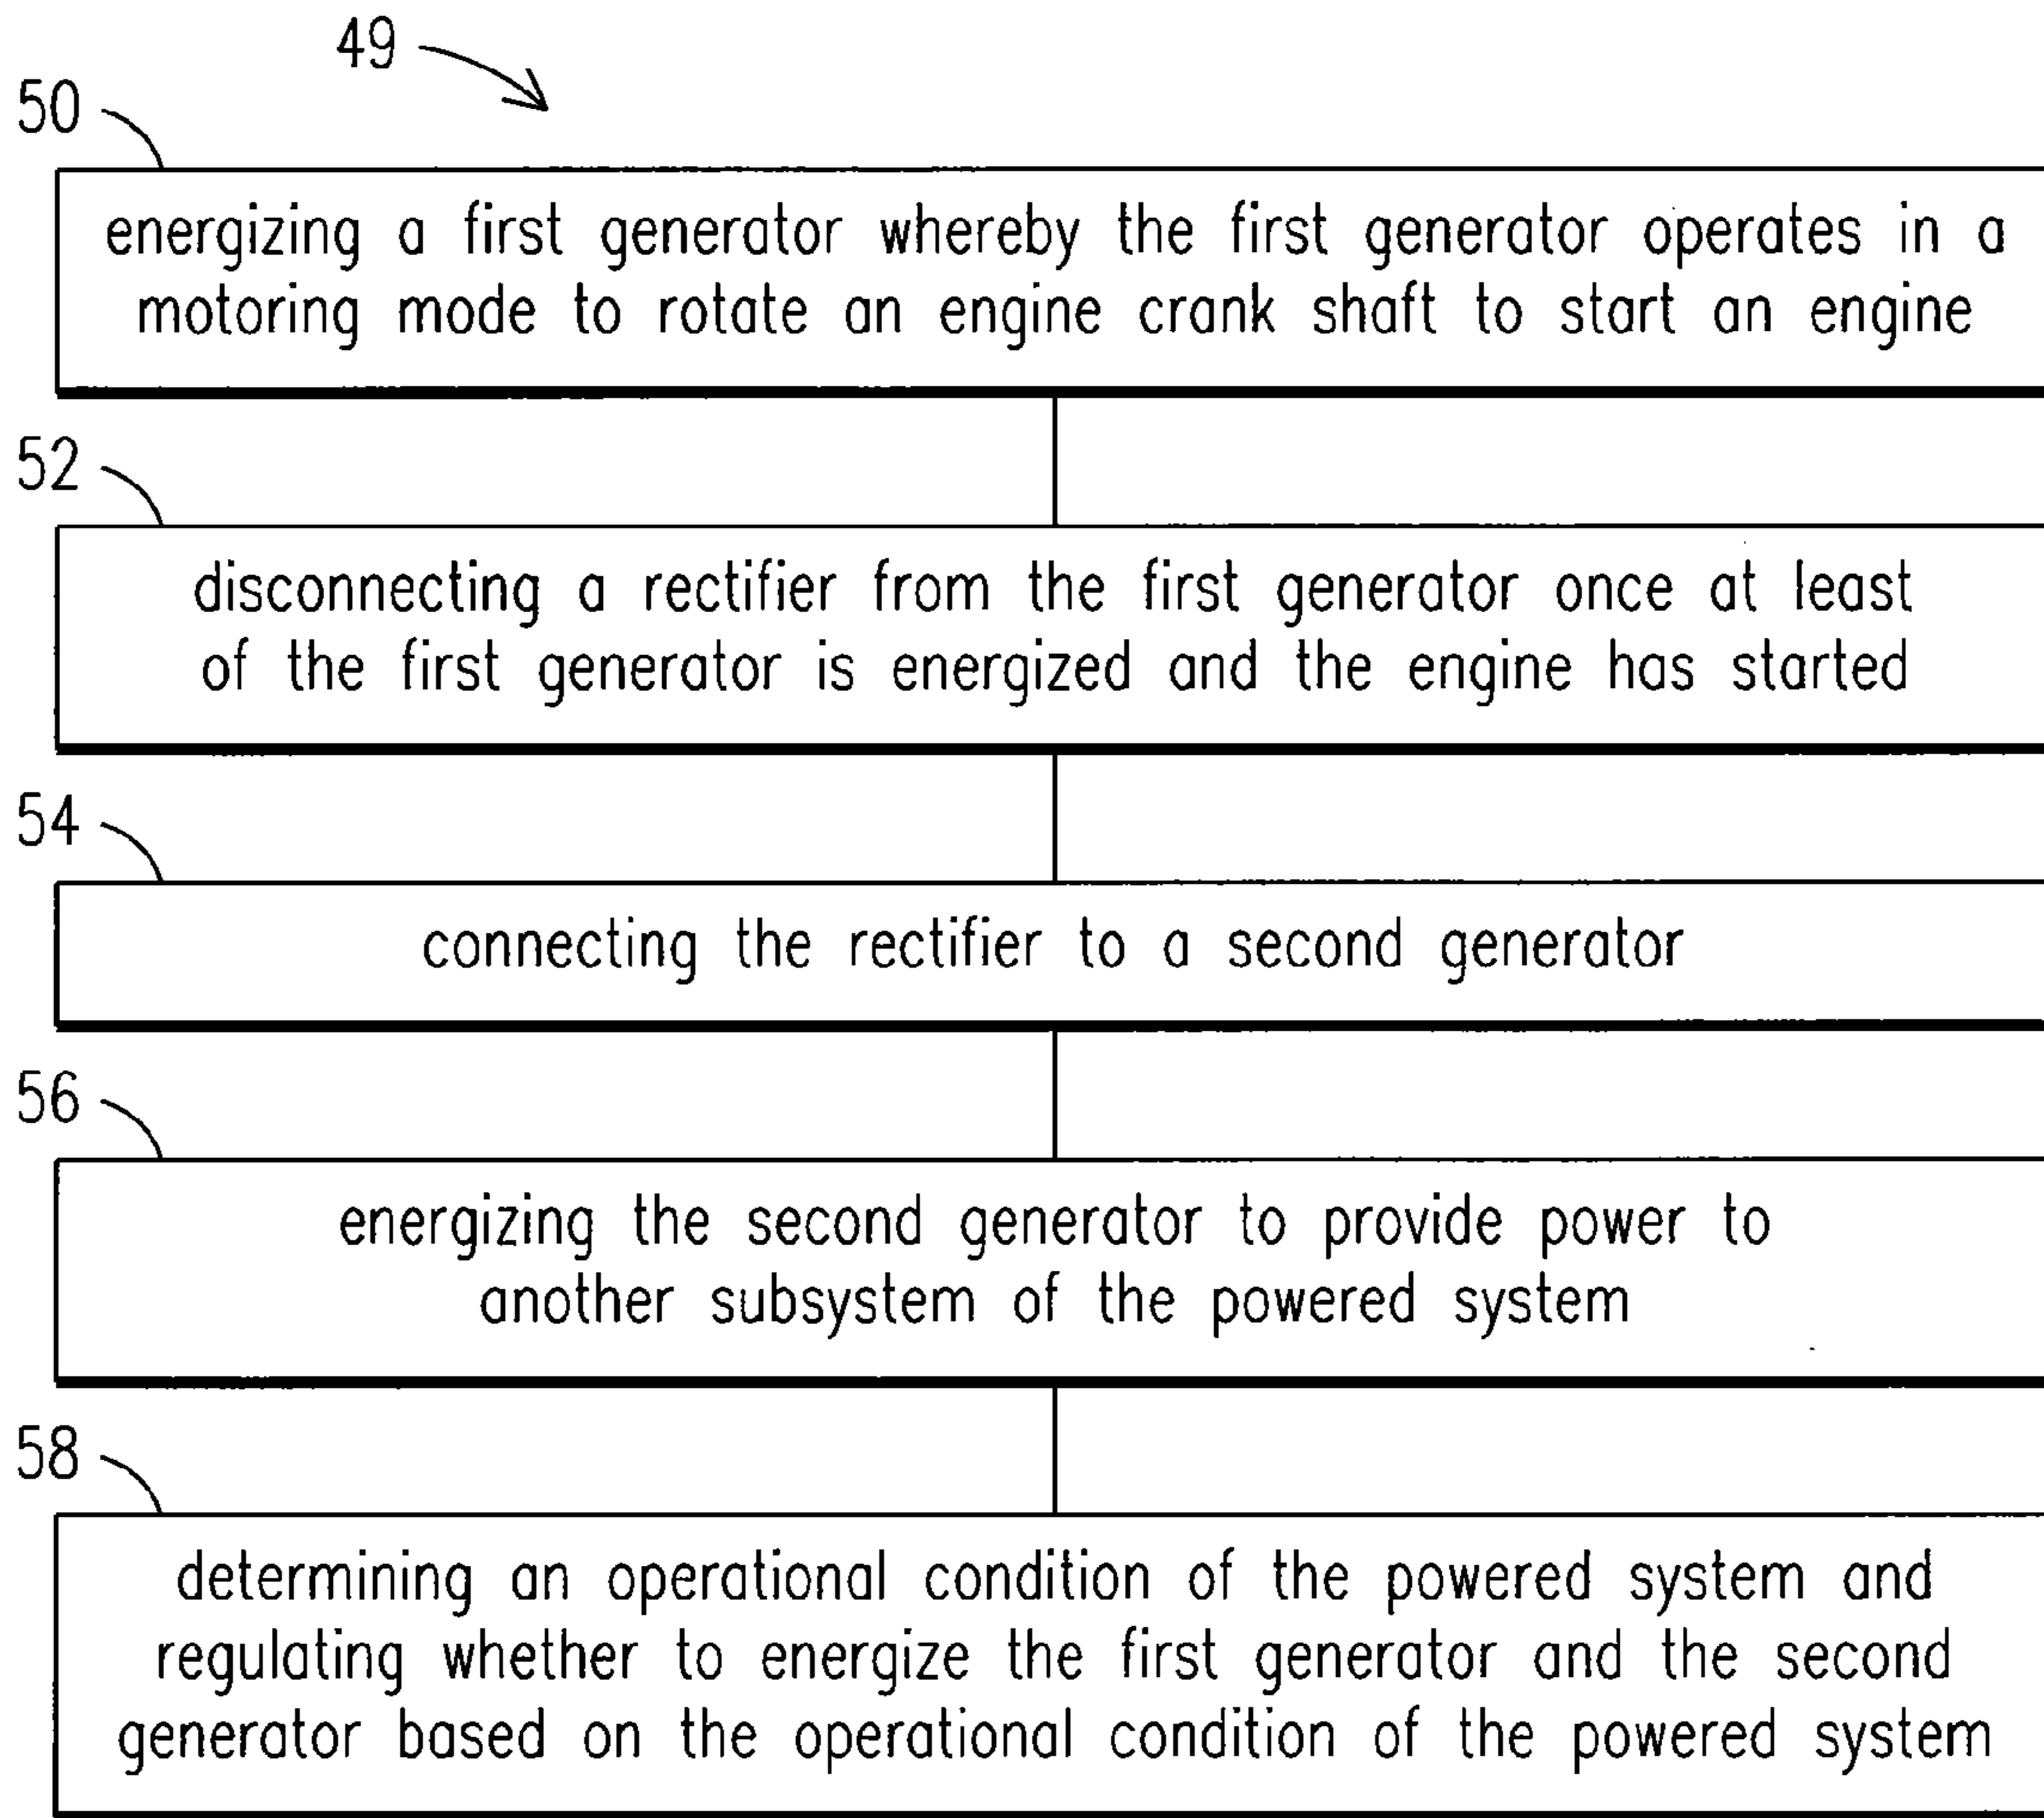 49
50
energizing a first generator whereby the first generator operates in a
motoring mode to rotate an engine crank shaft to start an engine
52
disconnecting a rectifier from the first generator once at least
of the first generator is energized and the engine has started
54
connecting the rectifier to a second generator
56
energizing the second generator to provide power to
another subsystem of the powered system
58
determining an operational condition of the powered system and
regulating whether to energize the first generator and the second
generator based on the operational condition of the powered system